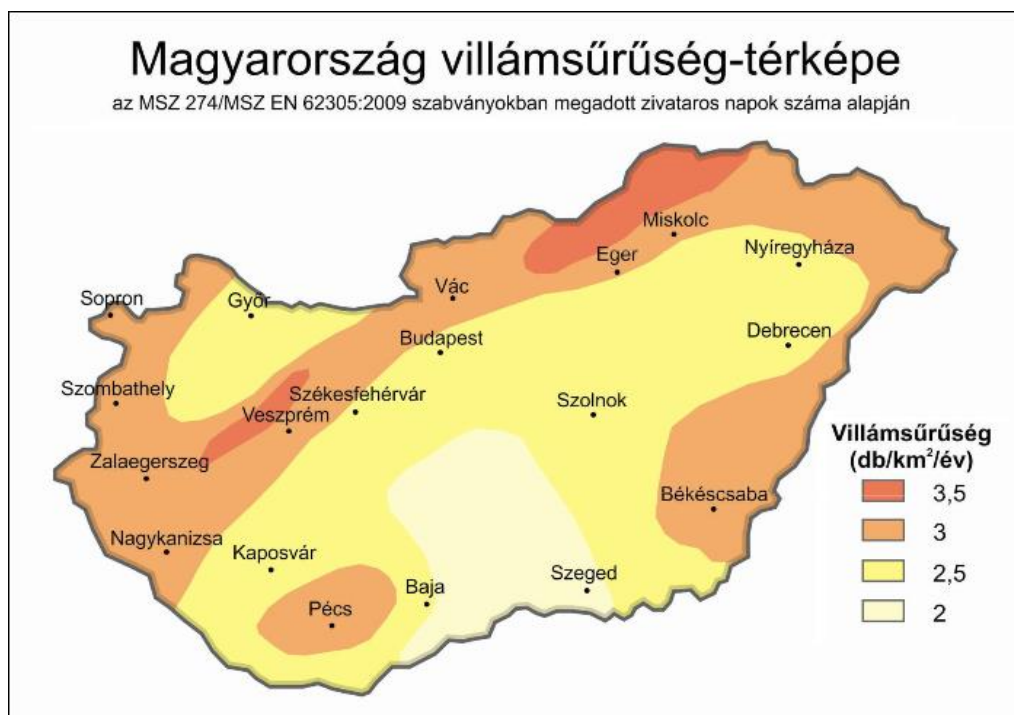 Magyarország villámsűrűség-térképe
az MSZ 274/MSZ EN 62305:2009 szabványokban megadott zivataros napok száma alapján
Miskolc
Eger
Nyíregyháza
Vác
Sopron
Győr
Budapest
Debrecen
Szombathely
Székesfehérvár
Veszprém
Szolnok
Zalaegerszeg
Békéscsaba
Nagykanizsa
Kaposvár
Szeged
Baja
Pécs
Villámsűrűség
(db/km²/év)
3,5
3
2,5
2